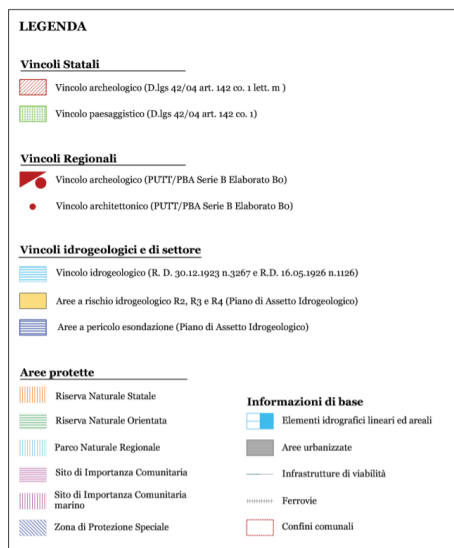 LEGENDA
Vincoli Statali
Vincolo archeologico (D.lgs 42/04 art. 142 co. 1 lett. m )
Vincolo paesaggistico (D.lgs 42/04 art. 142 co. 1)
Vincoli Regionali
Vincolo archeologico (PUTT/PBA Serie B Elaborato B0)
Vincolo architettonico (PUTT/PBA Serie B Elaborato B0)
Vincoli idrogeologici e di settore
Vincolo idrogeologico (R. D. 30.12.1923 n.3267 e R.D. 16.05.1926 n.1126)
Aree a rischio idrogeologico R2, R3 e R4 (Piano di Assetto Idrogeologico)
Aree a pericolo esondazione (Piano di Assetto Idrogeologico)
Aree protette
Riserva Naturale Statale
Riserva Naturale Orientata
Parco Naturale Regionale
Sito di Importanza Comunitaria
Sito di Importanza Comunitaria
marino
Zona di Protezione Speciale
Informazioni di base
Elementi idrografici lineari ed areali
Aree urbanizzate
Infrastrutture di viabilità
Ferrovie
Confini comunali